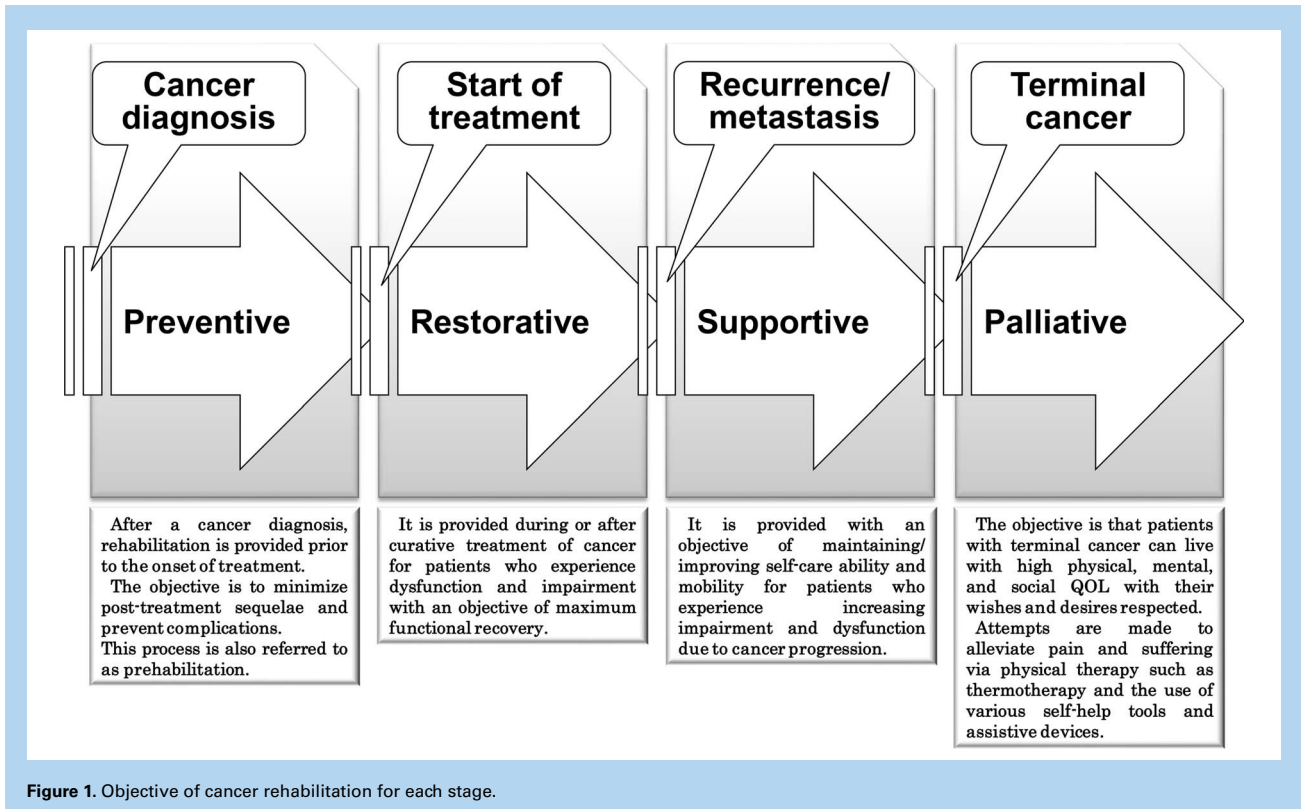 Cancer
diagnosis
Start of
treatment
Recurrence/
metastasis
Terminal
cancer
Preventive
Restorative
Supportive
Palliative
After a cancer diagnosis,
rehabilitation is provided prior
to the onset of treatment.
The objective is to minimize
post-treatment sequelae and
prevent complications.
This process is also referred to
as prehabilitation.
It is provided during or after
curative treatment of cancer
for patients who experience
dysfunction and impairment
with an objective of maximum
functional recovery.
It is provided with an
objective of maintaining/
improving self-care ability and
mobility for patients who
experience increasing
impairment and dysfunction
due to cancer progression.
The objective is that patients
with terminal cancer can live
with high physical, mental,
and social QOL with their
wishes and desires respected.
Attempts are made to
alleviate pain and suffering
via physical therapy such as
thermotherapy and the use of
various self-help tools and
assistive devices.
Figure 1. Objective of cancer rehabilitation for each stage.